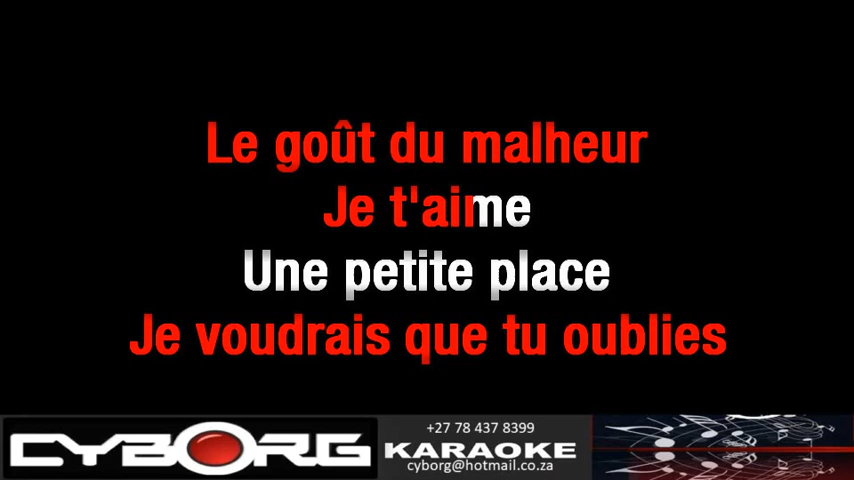 Le goût du malheur
Je t'aime
Une petite place
Je voudrais que tu oublies
CYBORG
+27 78 437 8399
KARAOKE
cyborg@hotmail.co.za